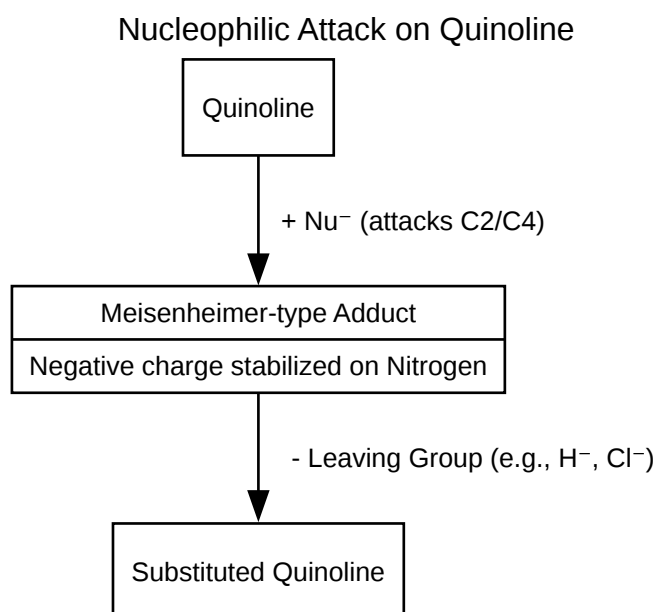 Nucleophilic Attack on Quinoline
Quinoline
+ Nu⁻ (attacks C2/C4)
Meisenheimer-type Adduct
Negative charge stabilized on Nitrogen
- Leaving Group (e.g., H⁻, Cl⁻)
Substituted Quinoline